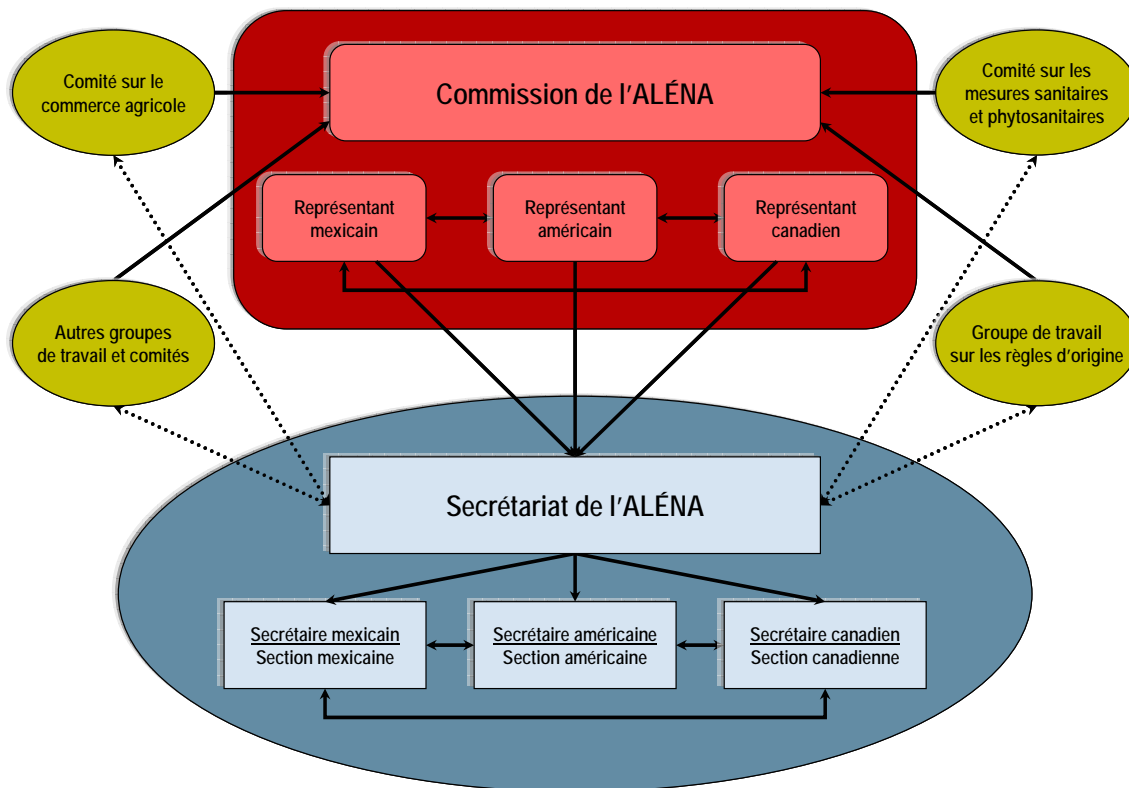 Comité sur le
commerce agricole
Commission de l'ALÉNA
Comité sur les
mesures sanitaires
et phytosanitaires
Représentant
mexicain
Représentant
américain
Représentant
canadien
Autres groupes
de travail et comités
Groupe de travail
sur les règles d'origine
Secrétariat de l'ALÉNA
Secrétaire mexicain
Section mexicaine
Secrétaire américaine
Section américaine
Secrétaire canadien
Section canadienne